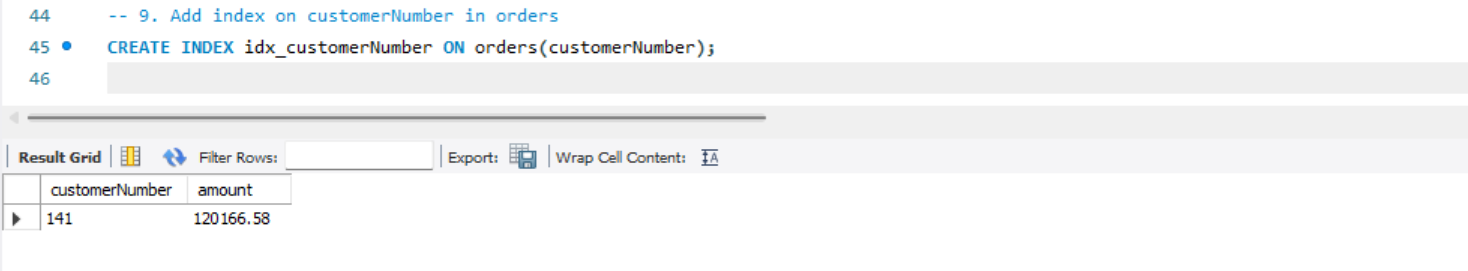 44 -- 9. Add index on customerNumber in orders
45 CREATE INDEX idx_customerNumber ON orders(customerNumber);
46
Result Grid Filter Rows: Export: Wrap Cell Content: IA
customerNumber amount
141 120166.58